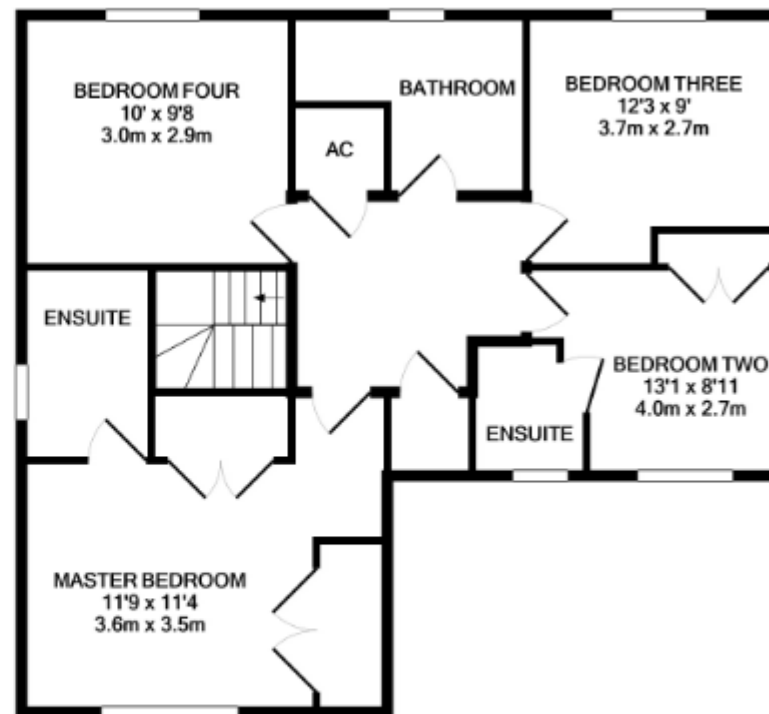 BEDROOM FOUR
10' x 9'8
3.0m x 2.9m
BATHROOM
BEDROOM THREE
12'3 x 9'
3.7m x 2.7m
AC
ENSUITE
BEDROOM TWO
13'1 x 8'11
4.0m x 2.7m
ENSUITE
MASTER BEDROOM
11'9 x 11'4
3.6m x 3.5m